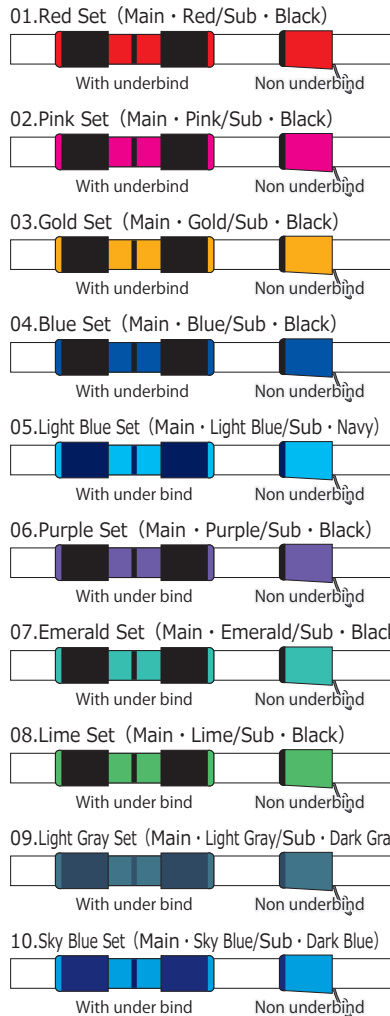 01.Red Set（Main・Red/Sub・Black）
With underbind Non underbind
02.Pink Set（Main・Pink/Sub・Black）
With underbind Non underbind
03.Gold Set（Main・Gold/Sub・Black）
With underbind Non underbind
04.Blue Set（Main・Blue/Sub・Black）
With underbind Non underbind
05.Light Blue Set（Main・Light Blue/Sub・Navy）
With under bind Non underbind
06.Purple Set（Main・Purple/Sub・Black）
With under bind Non underbind
07.Emerald Set（Main・Emerald/Sub・Black
With under bind Non underbind
08.Lime Set（Main・Lime/Sub・Black）
With under bind Non underbind
09.Light Gray Set（Main・Light Gray/Sub・Dark Gra
With under bind Non underbind
10.Sky Blue Set（Main・Sky Blue/Sub・Dark Blue）
With under bind Non underbind